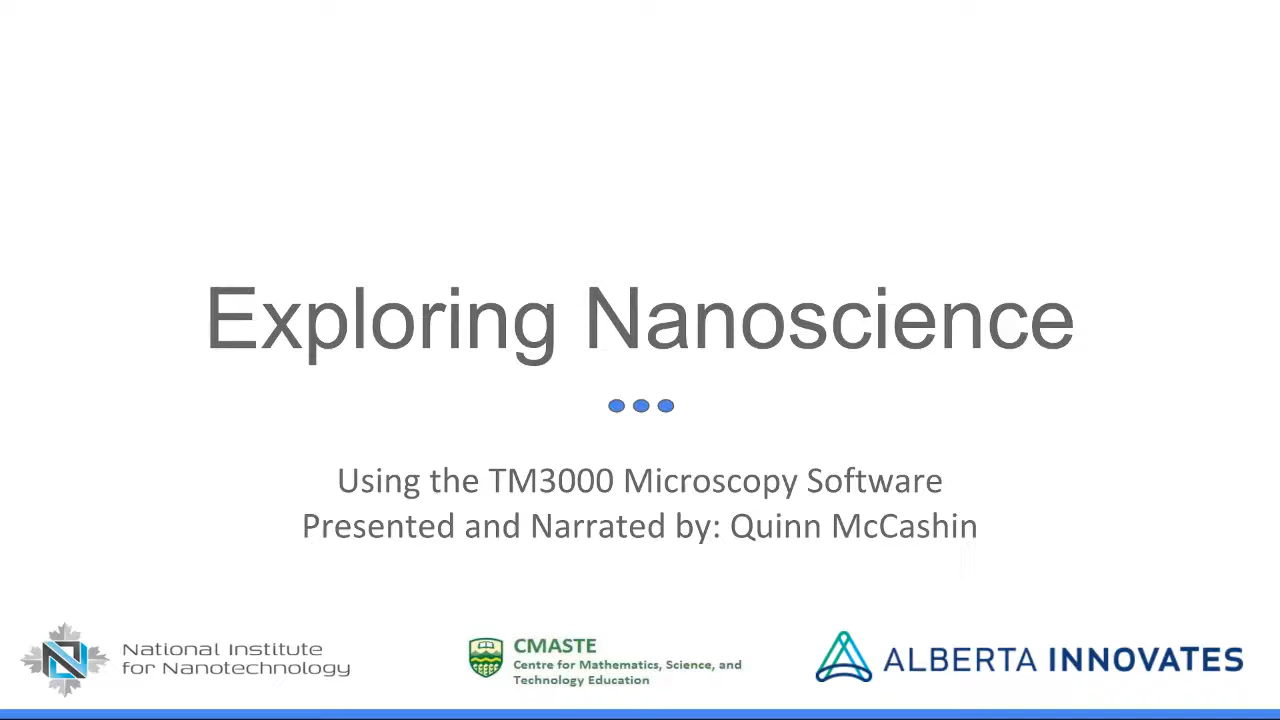 Exploring Nanoscience
Using the TM3000 Microscopy Software
Presented and Narrated by: Quinn McCashin
National Institute
for Nanotechnology
CMASTE
Centre for Mathematics, Science, and
Technology Education
ALBERTA INNOVATES